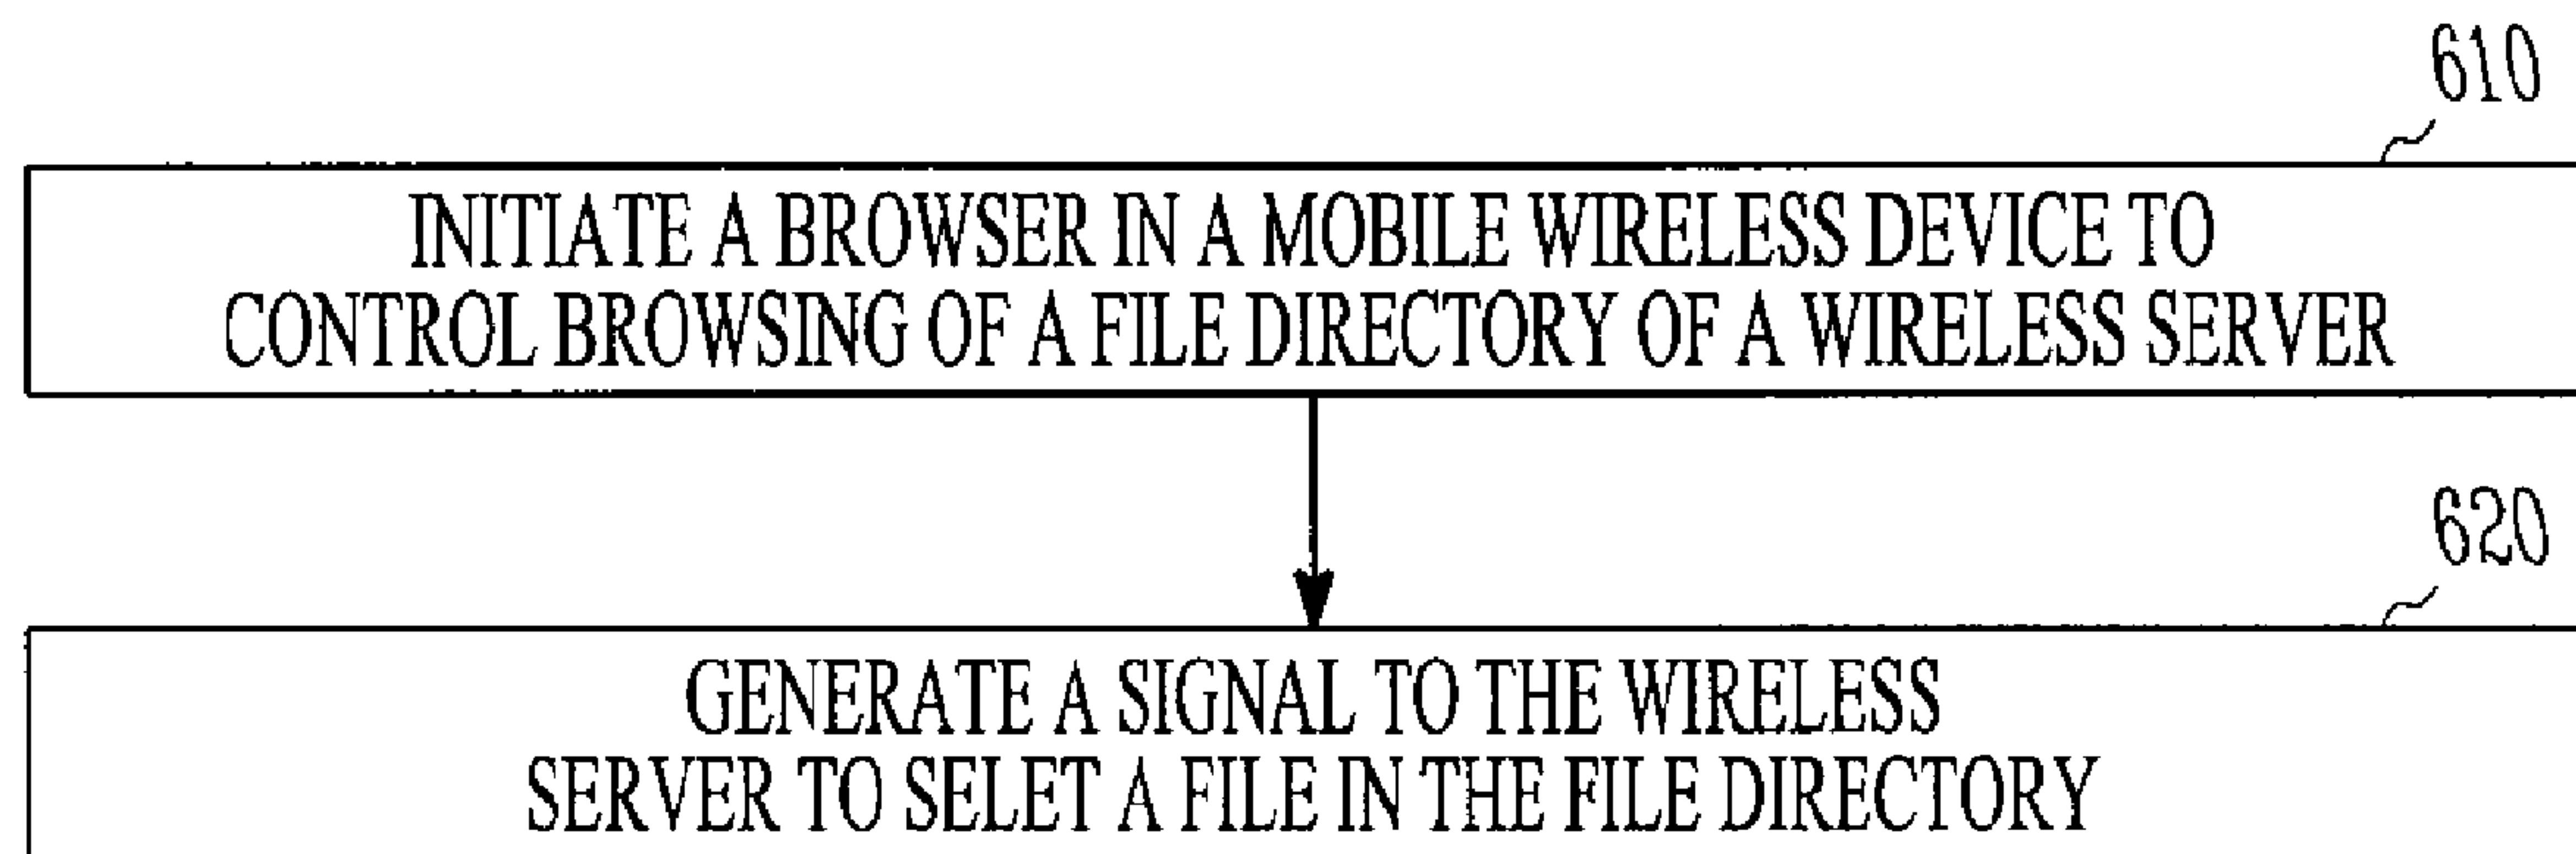 610
INITIATE A BROWSER IN A MOBILE WIRELESS DEVICE TO
CONTROL BROWSING OF A FILE DIRECTORY OF A WIRELESS SERVER
620
GENERATE A SIGNAL TO THE WIRELESS
SERVER TO SELET A FILE IN THE FILE DIRECTORY